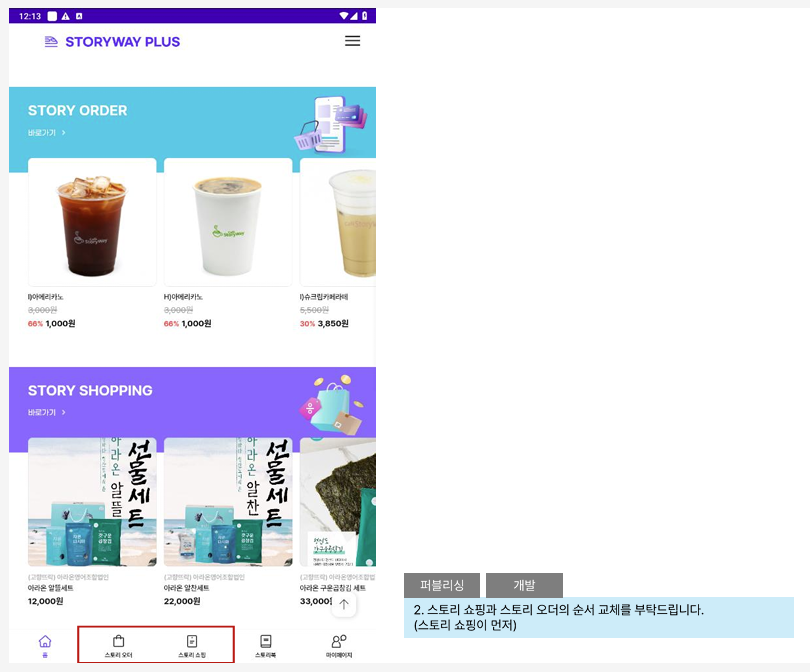 12:13
STORYWAY PLUS
STORY ORDER
바로가기 >
Storyway
Storyway
I)아메리카노
H)아메리카노
I)슈크림카페라떼
3,000원
3,000원
5,500원
66% 1,000원
66% 1,000원
30% 3,850원
STORY SHOPPING
바로가기 >
선물세트
아라온 알뜰
선물세트
아라온 알찬
(고향뜨락) 아라온영어조합법인
(고향뜨락) 아라온영어조합법인
(고향뜨락) 아라온영어조합법
아라온 알뜰세트
아라온 알찬세트
아라온 구운곱창김 세트
12,000원
22,000원
33,000
홈
스토리 오더
스토리 쇼핑
스토리북
마이페이지
퍼블리싱
개발
2. 스토리 쇼핑과 스토리 오더의 순서 교체를 부탁드립니다.
(스토리 쇼핑이 먼저)